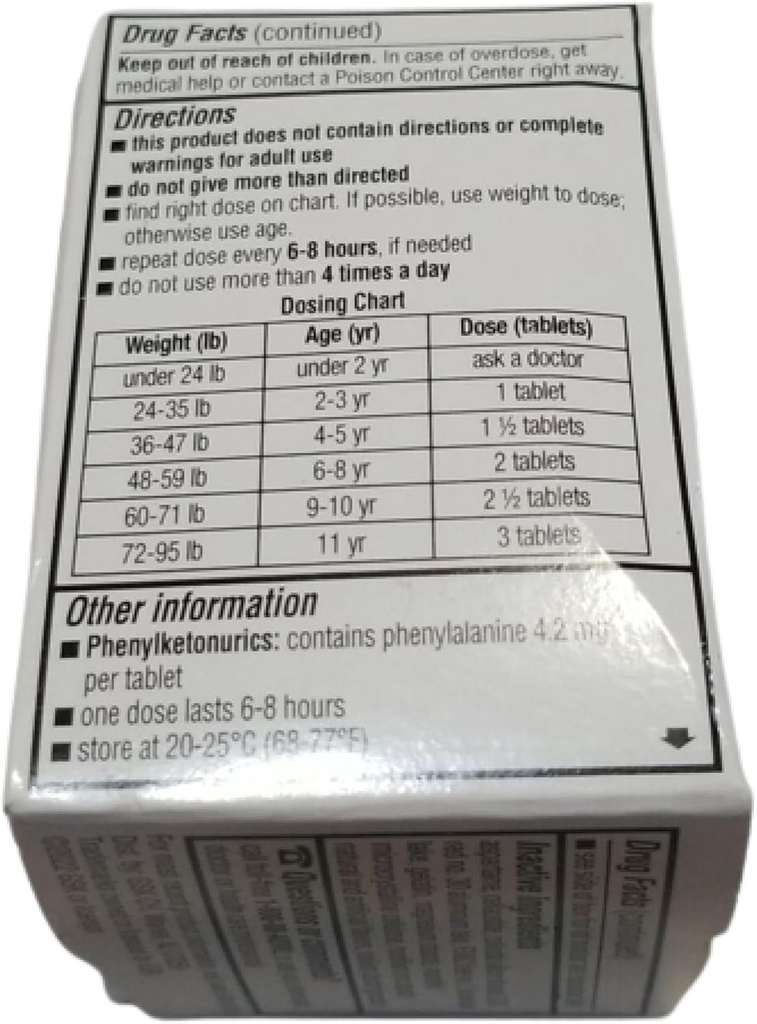 Drug Facts (continued)
Keep out of reach of children. In case of overdose, get
medical help or contact a Poison Control Center right away.
Directions
■ this product does not contain directions or complete
warnings for adult use
■ do not give more than directed
■ find right dose on chart. If possible, use weight to dose;
otherwise use age.
■ repeat dose every 6-8 hours, if needed
■ do not use more than 4 times a day
Dosing Chart
Weight (lb) Age (yr) Dose (tablets)
under 24 lb under 2 yr ask a doctor
24-35 lb 2-3 yr 1 tablet
36-47 lb 4-5 yr 1 ½ tablets
48-59 lb 6-8 yr 2 tablets
60-71 lb 9-10 yr 2 ½ tablets
72-95 lb 11 yr 3 tablets
Other information
■ Phenylketonurics: contains phenylalanine 4.2 mg
per tablet
■ one dose lasts 6-8 hours
■ store at 20-25°C (68-77°F)
Drug Facts (continued)
Inactive ingredients
Questions or comments?